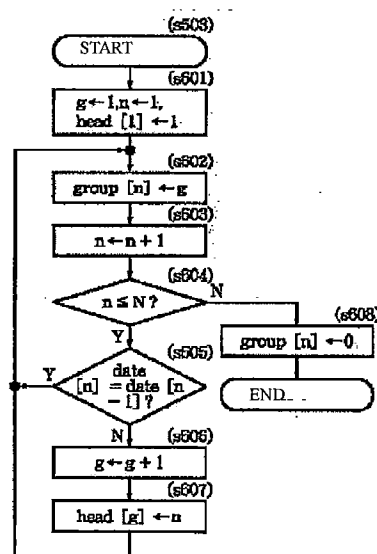 (s503)
START
(s601)
g←1,n←1,
head [1] ←1
(s602)
group [n] ←g
(s603)
n←n+1
(s604)
n≤N?
N
Y
(s608)
group [n] ←0
(s605)
date
[n] =date [n
-1]?
Y
END
N
(s606)
g←g+1
(s607)
head [g] ←n